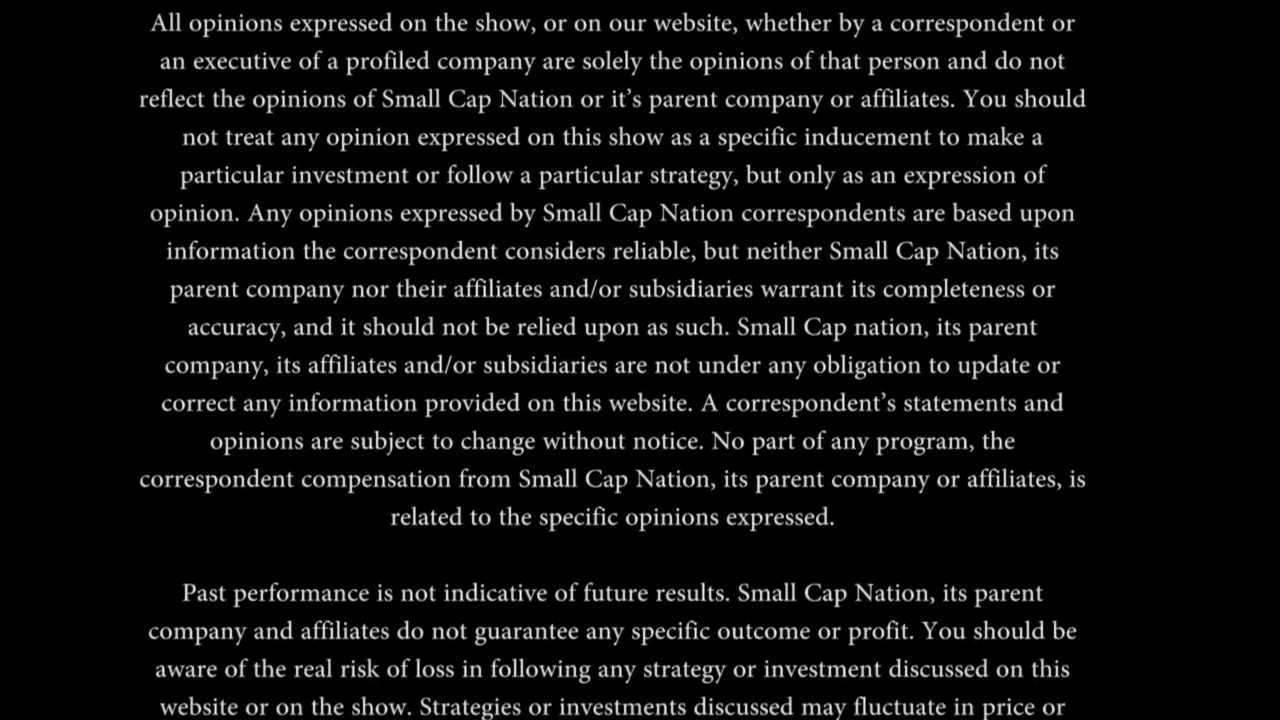 All opinions expressed on the show, or on our website, whether by a correspondent or
an executive of a profiled company are solely the opinions of that person and do not
reflect the opinions of Small Cap Nation or it’s parent company or affiliates. You should
not treat any opinion expressed on this show as a specific inducement to make a
particular investment or follow a particular strategy, but only as an expression of
opinion. Any opinions expressed by Small Cap Nation correspondents are based upon
information the correspondent considers reliable, but neither Small Cap Nation, its
parent company nor their affiliates and/or subsidiaries warrant its completeness or
accuracy, and it should not be relied upon as such. Small Cap nation, its parent
company, its affiliates and/or subsidiaries are not under any obligation to update or
correct any information provided on this website. A correspondent’s statements and
opinions are subject to change without notice. No part of any program, the
correspondent compensation from Small Cap Nation, its parent company or affiliates, is
related to the specific opinions expressed.
Past performance is not indicative of future results. Small Cap Nation, its parent
company and affiliates do not guarantee any specific outcome or profit. You should be
aware of the real risk of loss in following any strategy or investment discussed on this
website or on the show. Strategies or investments discussed may fluctuate in price or